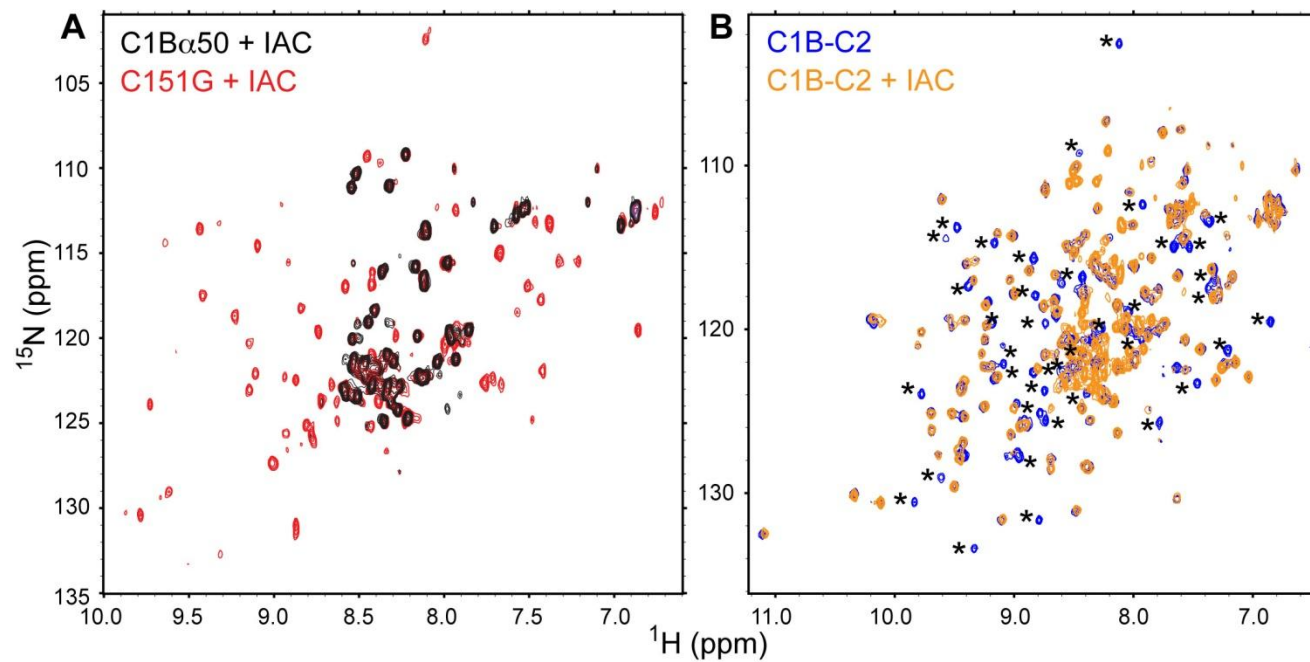 A
C1Bα50 + IAC
C151G + IAC
B
C1B-C2
C1B-C2 + IAC
105
110
115
120
125
130
135
15N (ppm)
10.0 9.5 9.0 8.5 8.0 7.5 7.0
110
120
130
11.0 10.0 9.0 8.0 7.0
1H (ppm)